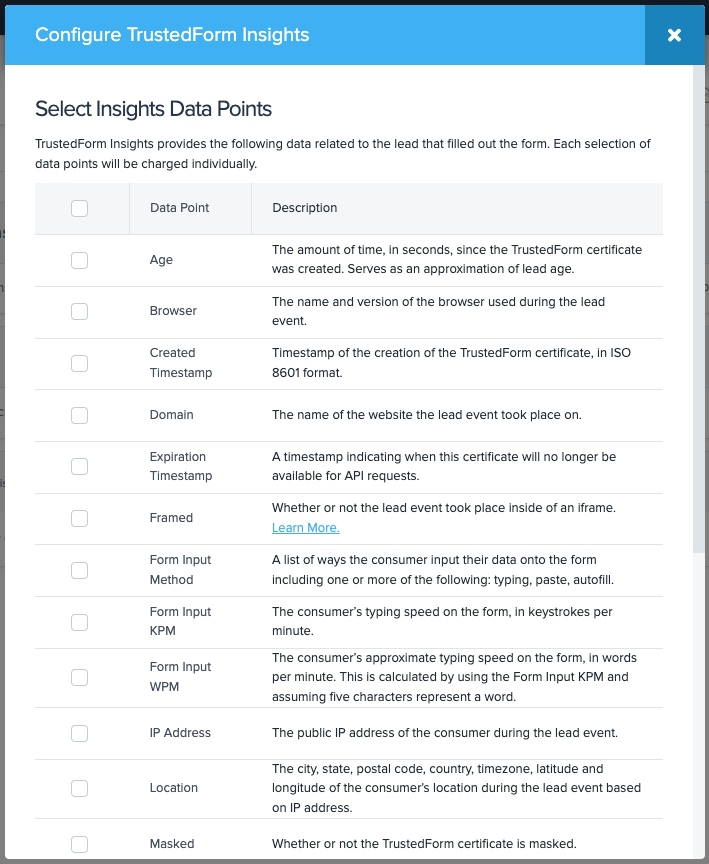 Configure TrustedForm Insights
Select Insights Data Points
TrustedForm Insights provides the following data related to the lead that filled out the form. Each selection of
data points will be charged individually.
Data Point
Description
Age
The amount of time, in seconds, since the TrustedForm certificate
was created. Serves as an approximation of lead age.
Browser
The name and version of the browser used during the lead
event.
Created
Timestamp
Timestamp of the creation of the TrustedForm certificate, in ISO
8601 format.
Domain
The name of the website the lead event took place on.
Expiration
Timestamp
A timestamp indicating when this certificate will no longer be
available for API requests.
Framed
Whether or not the lead event took place inside of an iframe.
Learn More.
Form Input
Method
A list of ways the consumer input their data onto the form
including one or more of the following: typing, paste, autofill.
Form Input
KPM
The consumer’s typing speed on the form, in keystrokes per
minute.
Form Input
WPM
The consumer’s approximate typing speed on the form, in words
per minute. This is calculated by using the Form Input KPM and
assuming five characters represent a word.
IP Address
The public IP address of the consumer during the lead event.
Location
The city, state, postal code, country, timezone, latitude and
longitude of the consumer’s location during the lead event based
on IP address.
Masked
Whether or not the TrustedForm certificate is masked.